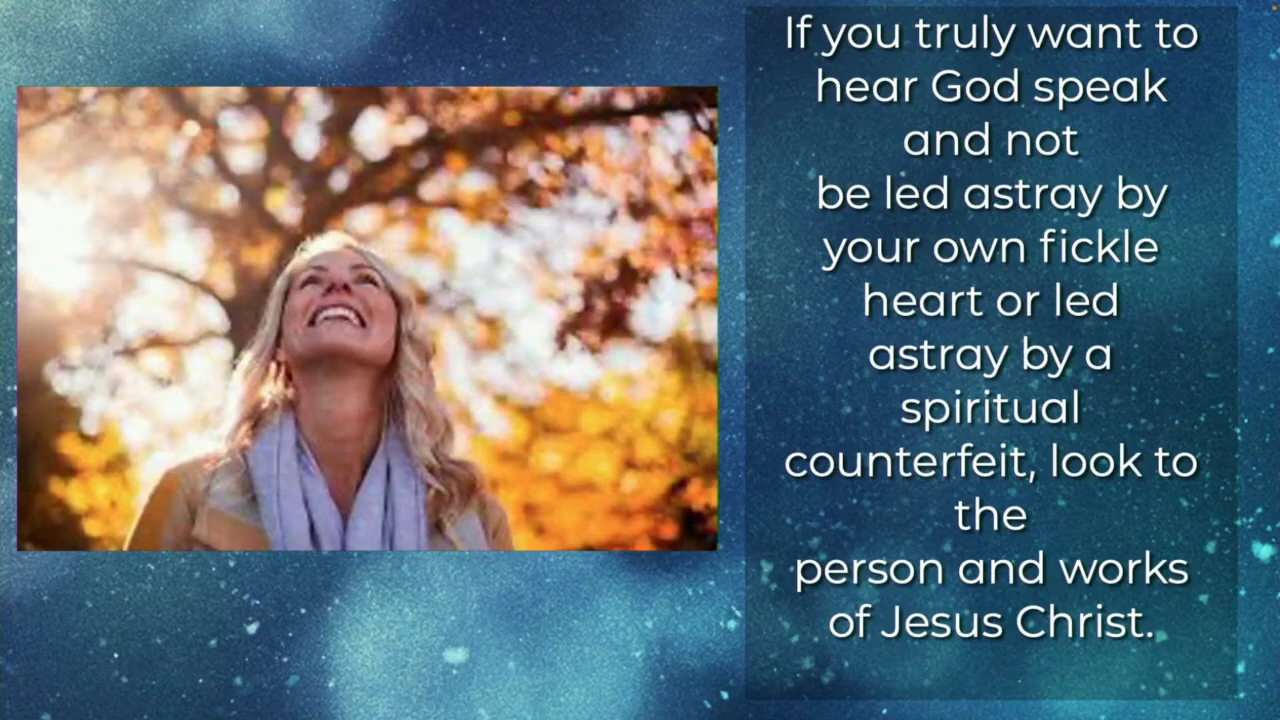 If you truly want to
hear God speak
and not
be led astray by
your own fickle
heart or led
astray by a
spiritual
counterfeit, look to
the
person and works
of Jesus Christ.